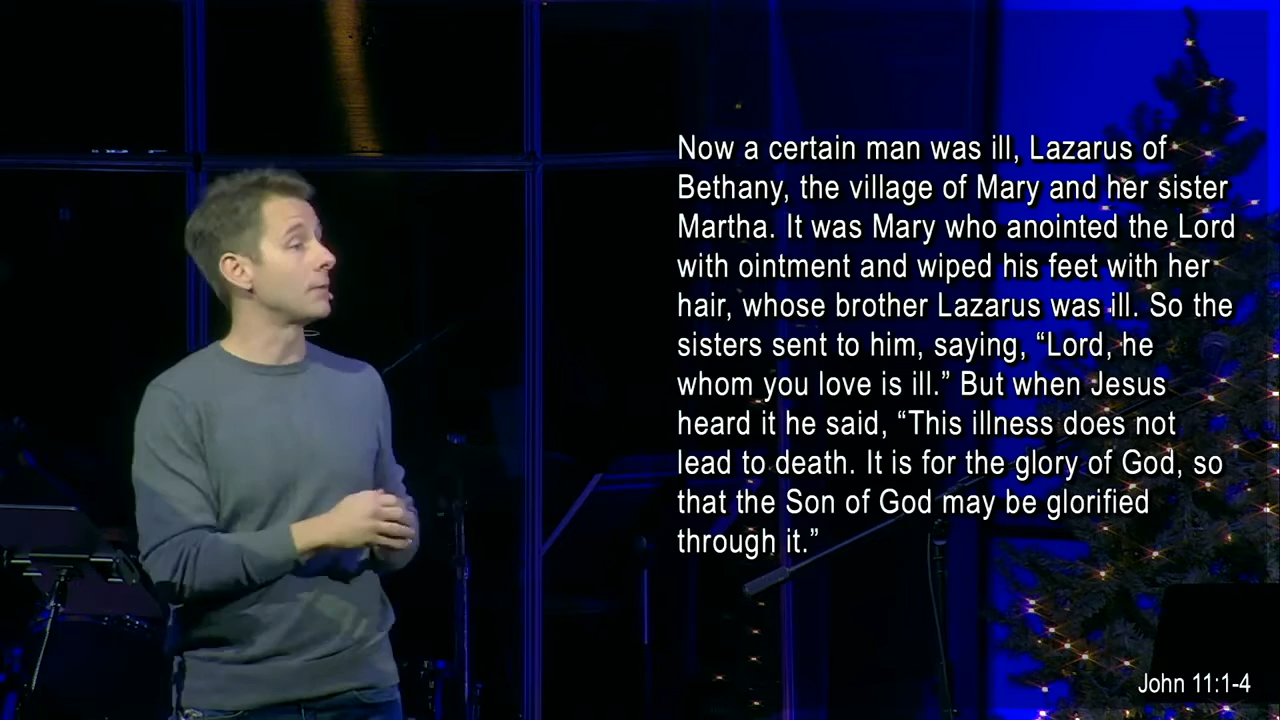 Now a certain man was ill, Lazarus of
Bethany, the village of Mary and her sister
Martha. It was Mary who anointed the Lord
with ointment and wiped his feet with her
hair, whose brother Lazarus was ill. So the
sisters sent to him, saying, “Lord, he
whom you love is ill.” But when Jesus
heard it he said, “This illness does not
lead to death. It is for the glory of God, so
that the Son of God may be glorified
through it.”
John 11:1-4